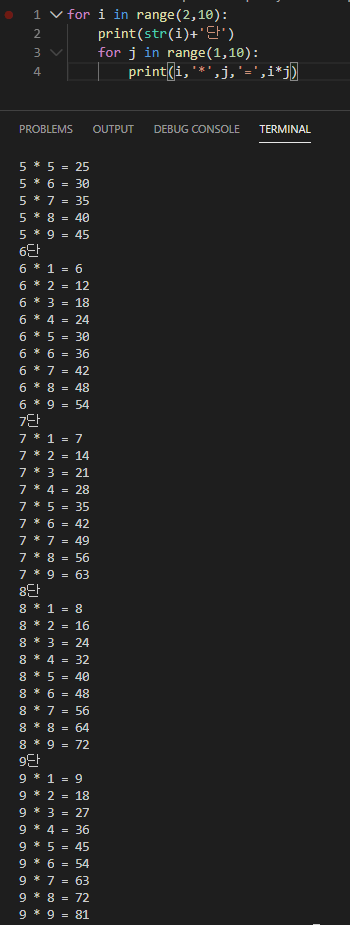 1 for i in range(2,10):
2 print(str(i)+'단')
3 for j in range(1,10):
4 print(i,'*',j,'=',i*j)
PROBLEMS OUTPUT DEBUG CONSOLE TERMINAL
5 * 5 = 25
5 * 6 = 30
5 * 7 = 35
5 * 8 = 40
5 * 9 = 45
6단
6 * 1 = 6
6 * 2 = 12
6 * 3 = 18
6 * 4 = 24
6 * 5 = 30
6 * 6 = 36
6 * 7 = 42
6 * 8 = 48
6 * 9 = 54
7단
7 * 1 = 7
7 * 2 = 14
7 * 3 = 21
7 * 4 = 28
7 * 5 = 35
7 * 6 = 42
7 * 7 = 49
7 * 8 = 56
7 * 9 = 63
8단
8 * 1 = 8
8 * 2 = 16
8 * 3 = 24
8 * 4 = 32
8 * 5 = 40
8 * 6 = 48
8 * 7 = 56
8 * 8 = 64
8 * 9 = 72
9단
9 * 1 = 9
9 * 2 = 18
9 * 3 = 27
9 * 4 = 36
9 * 5 = 45
9 * 6 = 54
9 * 7 = 63
9 * 8 = 72
9 * 9 = 81